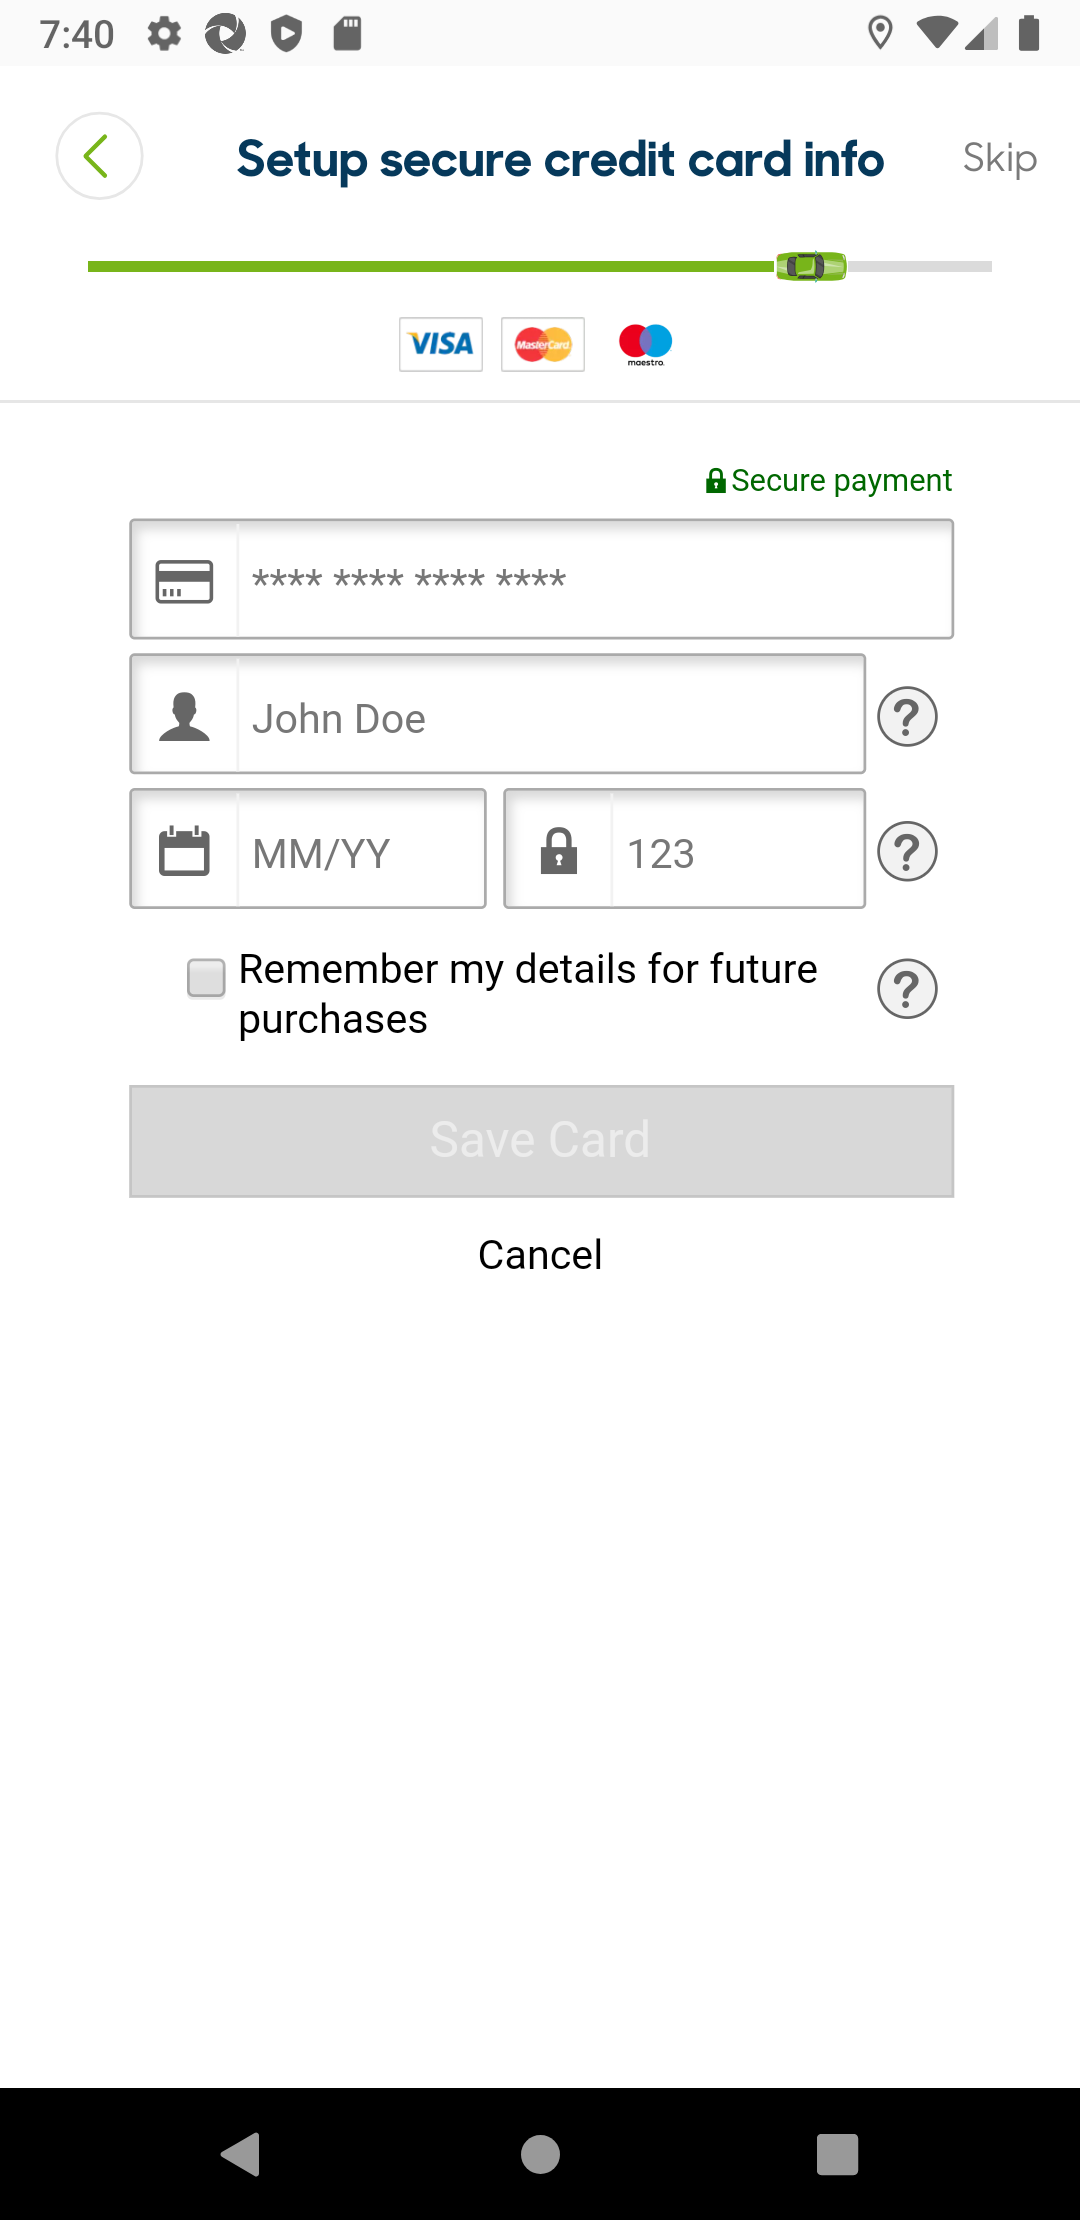 7:40
Setup secure credit card info
Skip
VISA
MasterCard
maestro
Secure payment
**** **** **** ****
John Doe
?
MM/YY
123
?
Remember my details for future
purchases
?
Save Card
Cancel